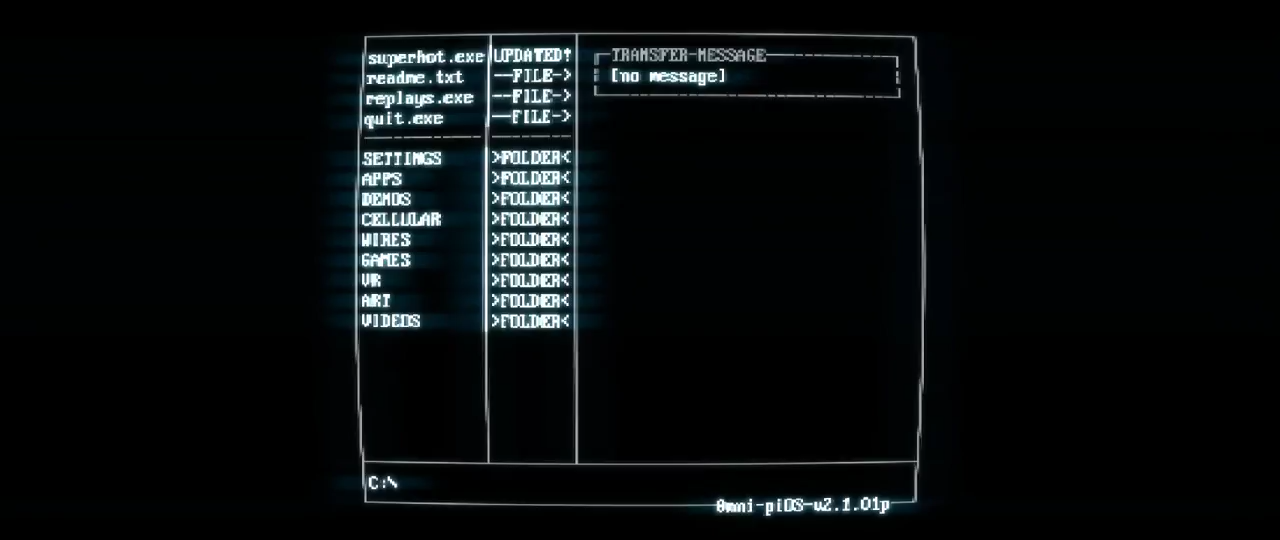 superhot.exe UPDATED!
readme.txt --FILE->
replays.exe --FILE->
quit.exe --FILE->
SETTINGS >FOLDER<
APPS >FOLDER<
DEMOS >FOLDER<
CELLULAR >FOLDER<
WIRES >FOLDER<
GAMES >FOLDER<
VR >FOLDER<
ART >FOLDER<
VIDEOS >FOLDER<
TRANSFER-MESSAGE
[no message]
C:\
0mni-piOS-v2.1.01p